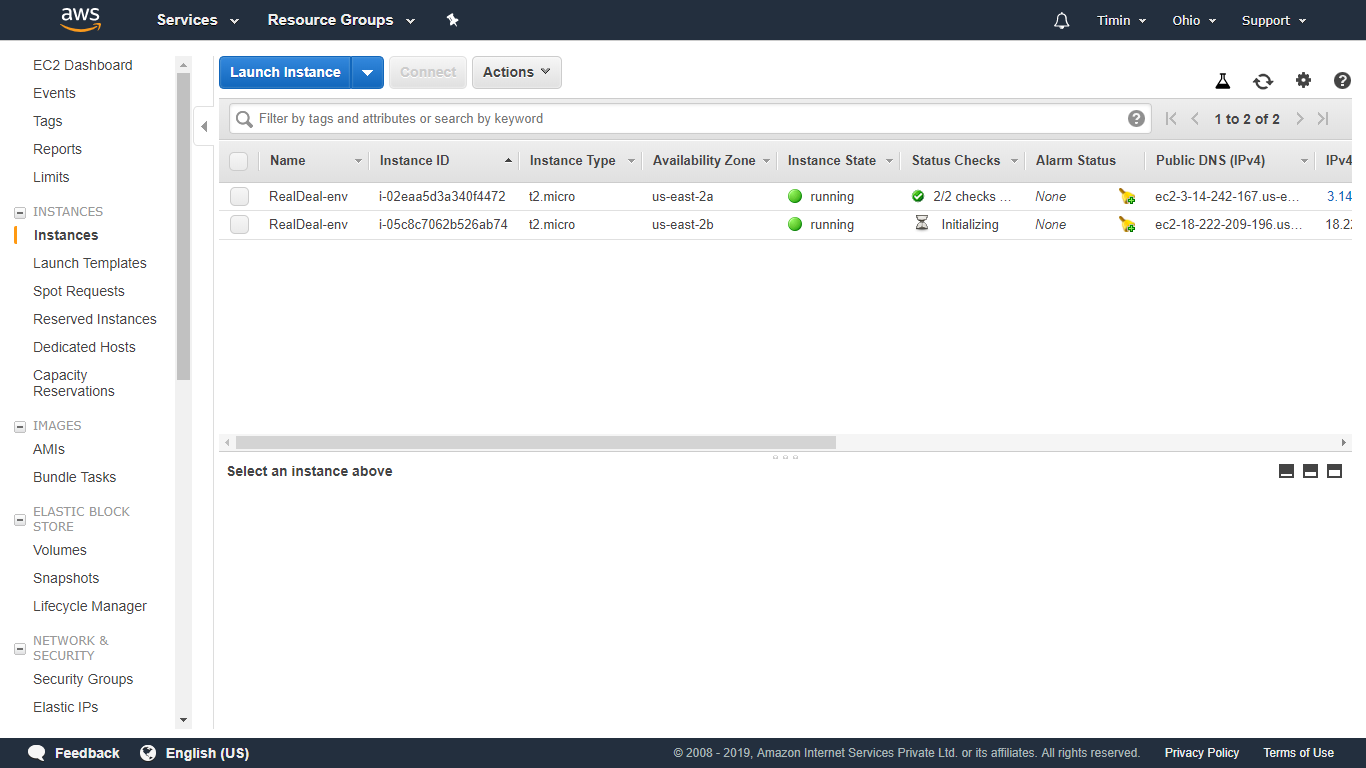 aws Services Resource Groups Timin Ohio Support
EC2 Dashboard
Events
Tags
Reports
Limits
INSTANCES
Instances
Launch Templates
Spot Requests
Reserved Instances
Dedicated Hosts
Capacity
Reservations
IMAGES
AMIs
Bundle Tasks
ELASTIC BLOCK
STORE
Volumes
Snapshots
Lifecycle Manager
NETWORK &
SECURITY
Security Groups
Elastic IPs
Launch Instance Connect Actions
Filter by tags and attributes or search by keyword 1 to 2 of 2
Name Instance ID Instance Type Availability Zone Instance State Status Checks Alarm Status Public DNS (IPv4) IPv4
RealDeal-env i-02eaa5d3a340f4472 t2.micro us-east-2a running 2/2 checks ... None ec2-3-14-242-167.us-e... 3.14
RealDeal-env i-05c8c7062b526ab74 t2.micro us-east-2b running Initializing None ec2-18-222-209-196.us... 18.22
Select an instance above
Feedback English (US) © 2008 - 2019, Amazon Internet Services Private Ltd. or its affiliates. All rights reserved. Privacy Policy Terms of Use